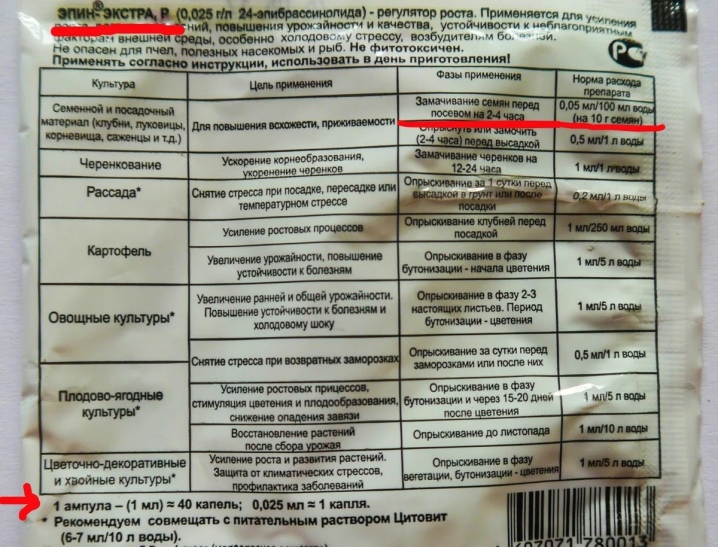 ЭПИН®-ЭКСТРА, Р (0,025 г/л 24-эпибрассинолида) - регулятор роста. Применяется для усиления
ний, повышения урожайности и качества, устойчивости к неблагоприятным
факторам внешней среды, особенно холодовому стрессу, возбудителям болезней.
Не опасен для пчел, полезных насекомых и рыб. Не фитотоксичен.
Применять согласно инструкции, использовать в день приготовления!
Культура
Цель применения
Фазы применения
Норма расхода
препарата
Семенной и посадочный
материал (клубни, луковицы,
корневища, саженцы и т.д.)
Для повышения всхожести, приживаемости
Замачивание семян перед
посевом на 2-4 часа
0,05 мл/100 мл воды
(на 10 г семян)
Опрыснуть или замочить
(2-4 часа) перед высадкой
0,5 мл/1 л воды
Черенкование
Ускорение корнеобразования,
укоренение черенков
Замачивание черенков на
12-24 часа
1 мл/1 л воды
Рассада*
Снятие стресса при посадке, пересадке или
температурном стрессе
Опрыскивание за 1 сутки перед
высадкой в грунт или после
посадки
0,2 мл/1 л воды
Картофель
Усиление ростовых процессов
Опрыскивание клубней перед
посадкой
1 мл/250 мл воды
Увеличение урожайности, повышение
устойчивости к болезням
Опрыскивание в фазу
бутонизации - начала цветения
1 мл/5 л воды
Овощные культуры*
Увеличение ранней и общей урожайности.
Повышение устойчивости к болезням и
холодовому шоку
Опрыскивание в фазу 2-3
настоящих листьев. Период
бутонизации - цветения
1 мл/5 л воды
Снятие стресса при возвратных заморозках
Опрыскивание за сутки перед
заморозками или после них
0,5 мл/1 л воды
Плодово-ягодные
культуры*
Усиление ростовых прицессов,
стимуляция цветения и плодообразования,
снижение опадения завязи
Опрыскивание в фазу
бутонизации и через 15-20 дней
после цветения
1 мл/5 л воды
Восстановление растений
после сбора урожая
Опрыскивание до листопада
1 мл/10 л воды
Цветочно-декоративные
и хвойные культуры*
Усиление роста и развития растений.
Защита от климатических стрессов,
профилактика заболеваний
Опрыскивание в фазу
вегетации, бутонизации - цветения
1 мл/5 л воды
1 ампула – (1 мл) ≈ 40 капель; 0,025 мл ≈ 1 капля.
* Рекомендуем совмещать с питательным раствором Цитовит
(6-7 мл/10 л воды).